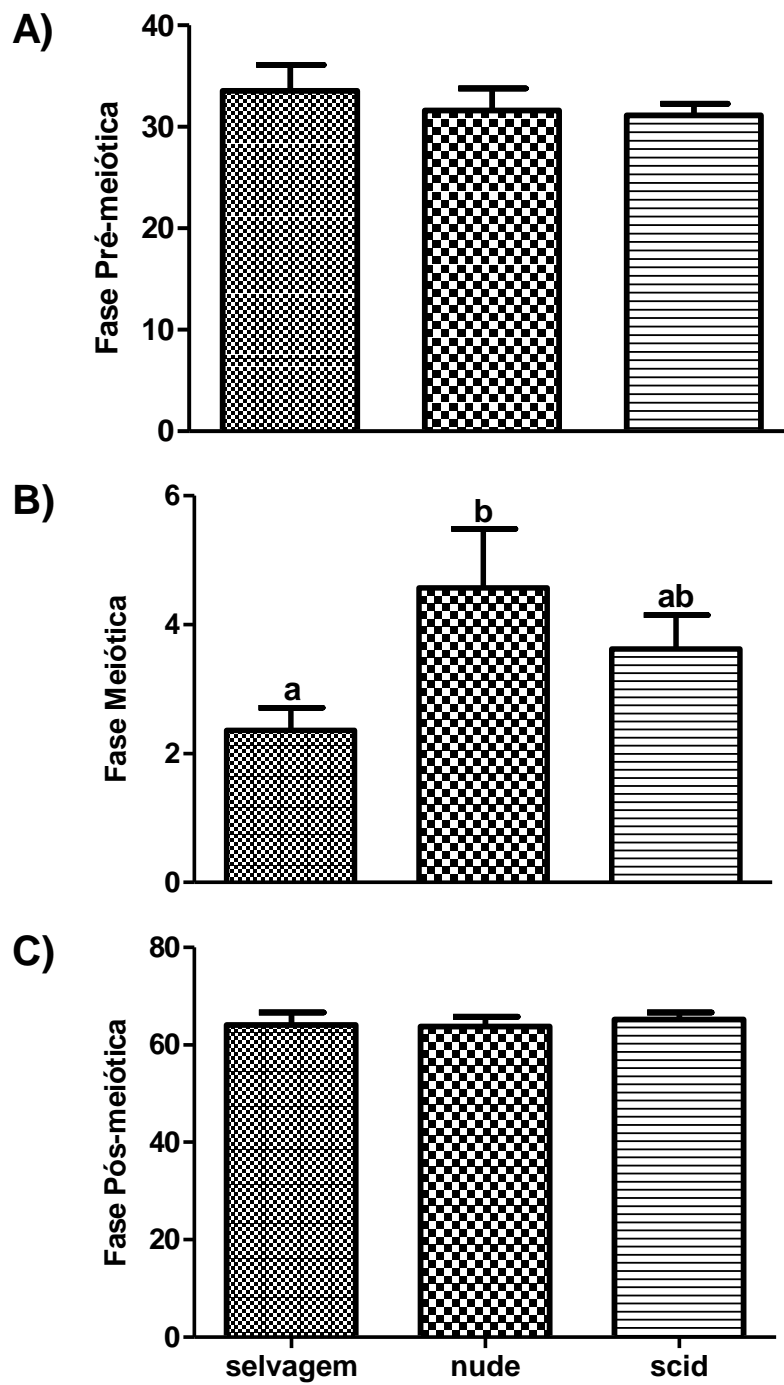 A)
Fase Pré-meiótica
40
30
20
10
0
B)
Fase Meiótica
6
4
2
0
a
b
ab
C)
Fase Pós-meiótica
80
60
40
20
0
selvagem nude scid